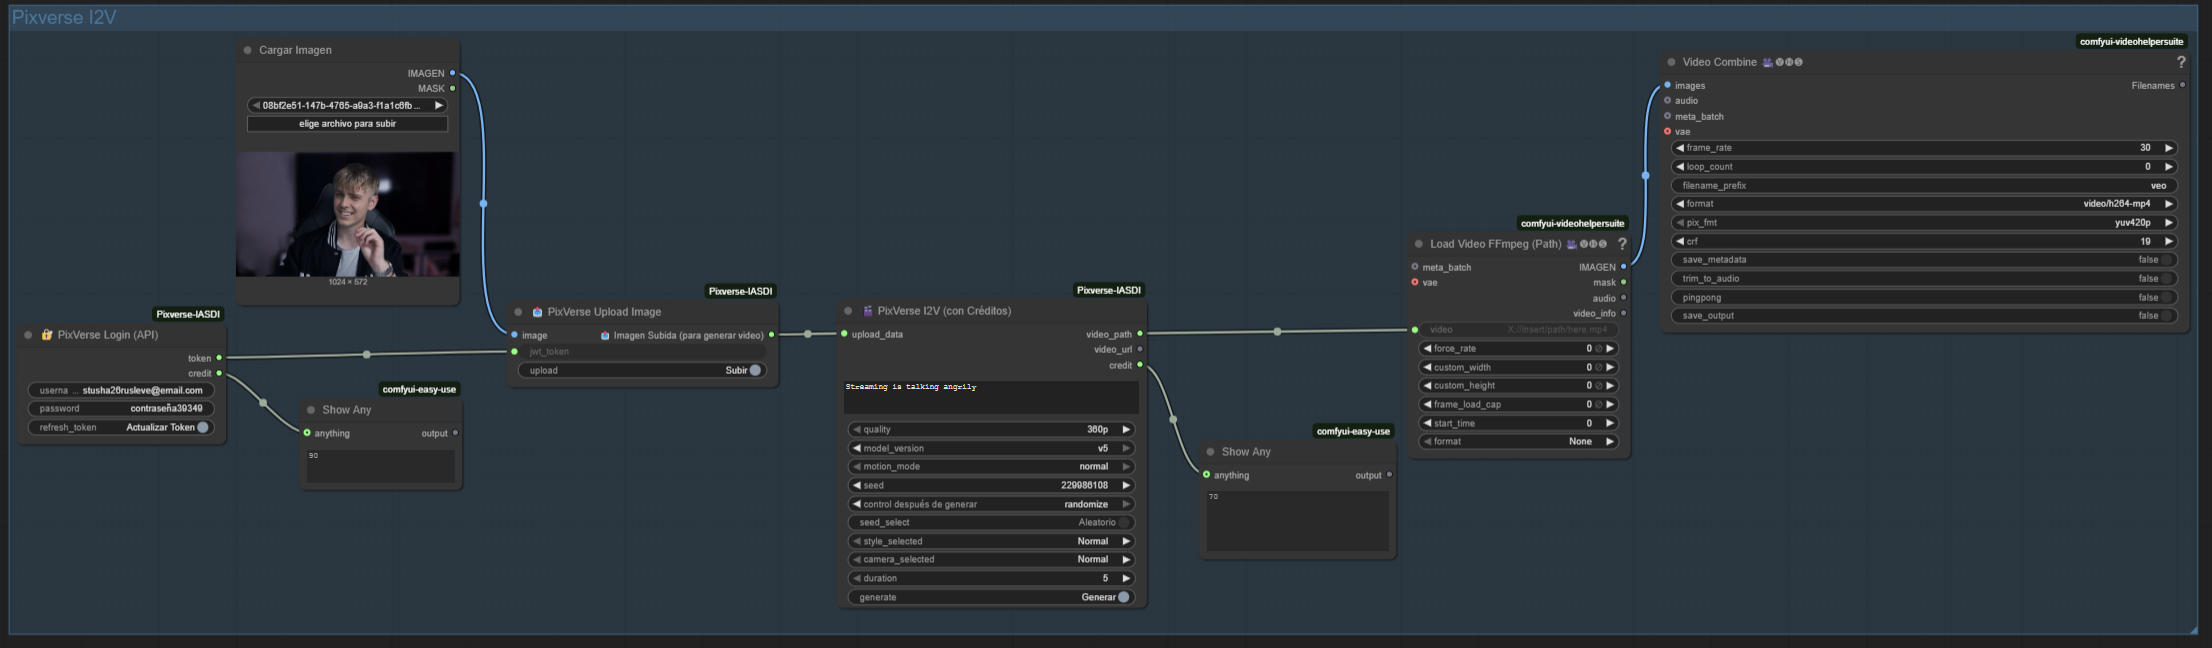 Pixverse I2V
Cargar Imagen
IMAGEN
MASK
08bf2e51-147b-4765-a9a3-f1a1c6fb ...
elige archivo para subir
1024 × 572
Pixverse-IASDI
PixVerse Login (API)
token
credit
userna ... stusha26rusleve@email.com
password contraseña39349
refresh_token Actualizar Token
comfyui-easy-use
Show Any
anything output
90
Pixverse-IASDI
PixVerse Upload Image
image Imagen Subida (para generar video)
jwt_token
upload Subir
Pixverse-IASDI
PixVerse I2V (con Créditos)
upload_data video_path
video_url
credit
Streaming is talking angrily
quality 360p
model_version v5
motion_mode normal
seed 229986108
control después de generar randomize
seed_select Aleatorio
style_selected Normal
camera_selected Normal
duration 5
generate Generar
comfyui-easy-use
Show Any
anything output
70
comfyui-videohelpersuite
Load Video FFmpeg (Path) VHS ?
meta_batch IMAGEN
vae mask
audio
video_info
video X://insert/path/here.mp4
force_rate 0
custom_width 0
custom_height 0
frame_load_cap 0
start_time 0
format None
comfyui-videohelpersuite
Video Combine VHS ?
images Filenames
audio
meta_batch
vae
frame_rate 30
loop_count 0
filename_prefix veo
format video/h264-mp4
pix_fmt yuv420p
crf 19
save_metadata false
trim_to_audio false
pingpong false
save_output false